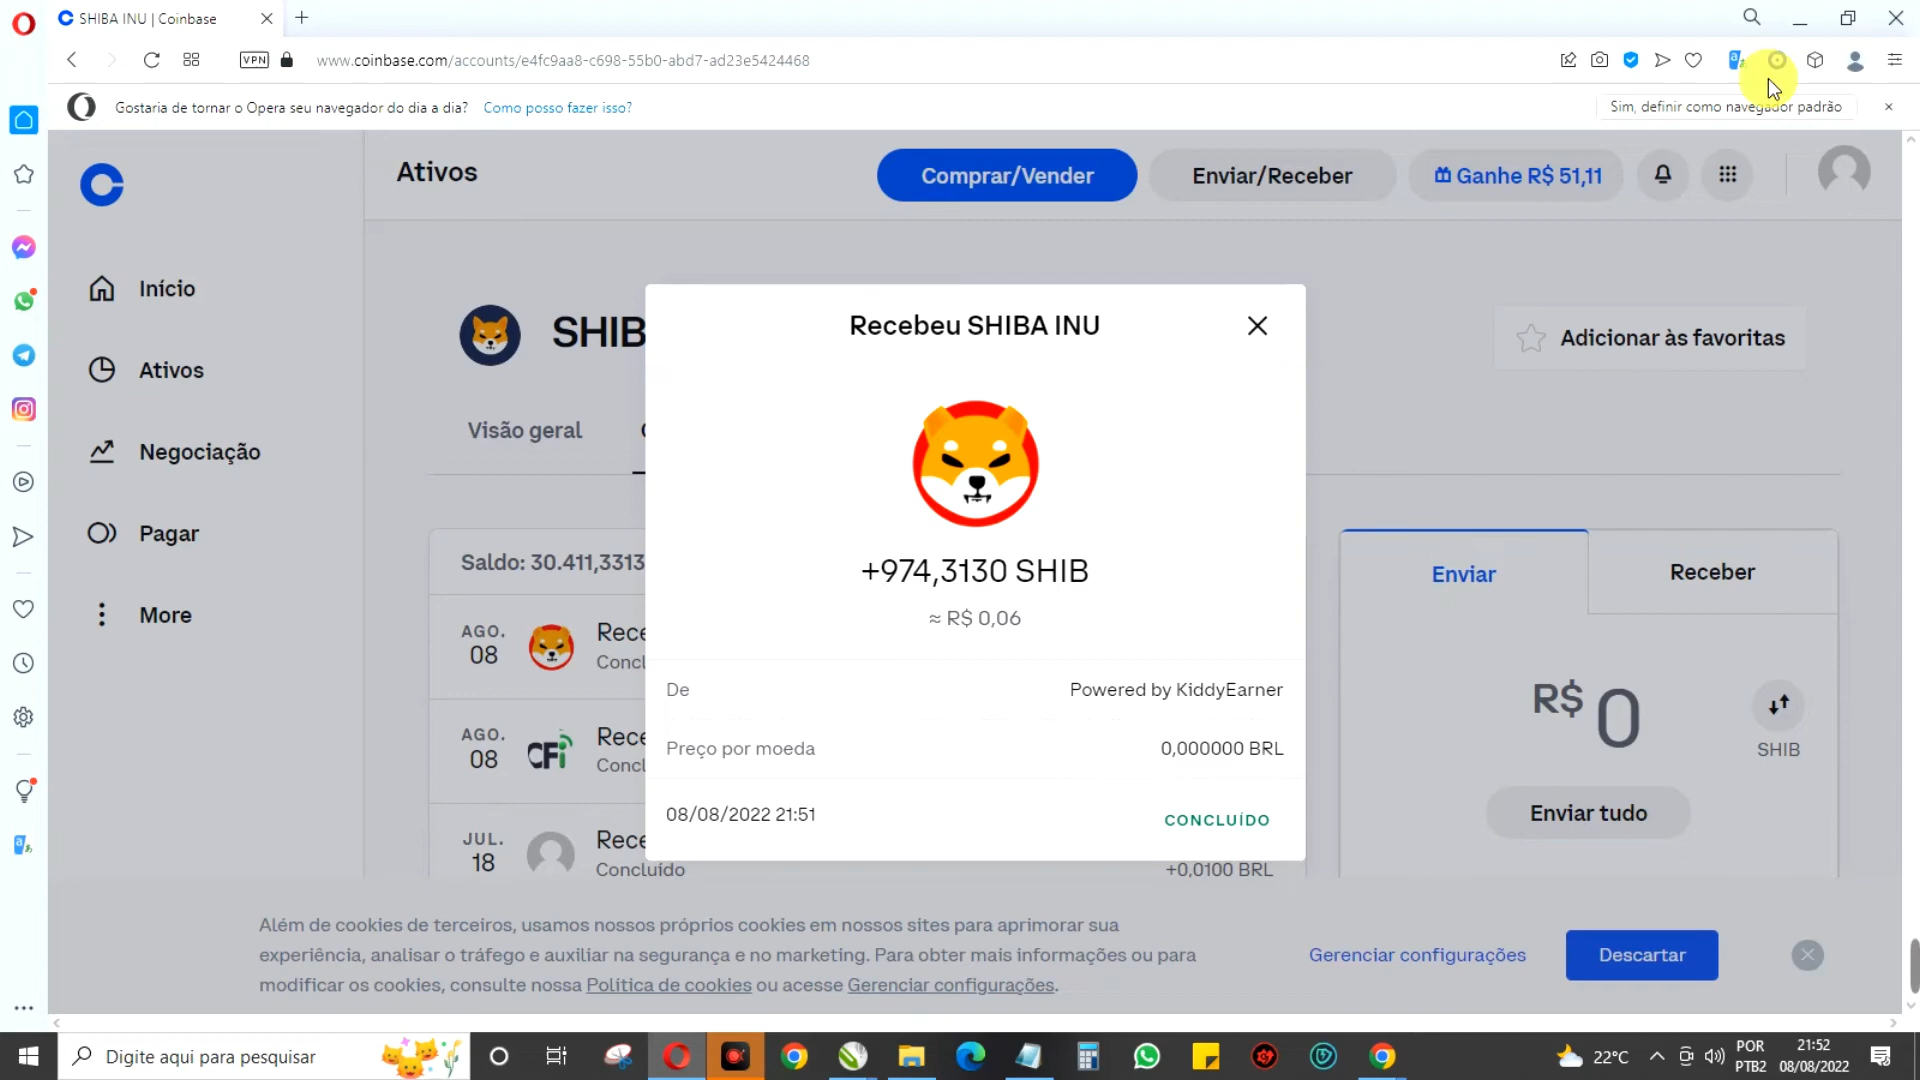 SHIBA INU | Coinbase
VPN
www.coinbase.com/accounts/e4fc9aa8-c698-55b0-abd7-ad23e5424468
Gostaria de tornar o Opera seu navegador do dia a dia? Como posso fazer isso?
Sim, definir como navegador padrão
Ativos
Comprar/Vender
Enviar/Receber
Ganhe R$ 51,11
Início
Ativos
Negociação
Pagar
More
SHIB
Adicionar às favoritas
Visão geral
Recebeu SHIBA INU
+974,3130 SHIB
≈ R$ 0,06
De
Powered by KiddyEarner
Preço por moeda
0,000000 BRL
08/08/2022 21:51
CONCLUÍDO
Saldo: 30.411,3313
AGO.
08
Rece
Concl
AGO.
08
CFi
Rece
Concl
JUL.
18
Rece
Concluído
+0,0100 BRL
Enviar
Receber
R$ 0
SHIB
Enviar tudo
Além de cookies de terceiros, usamos nossos próprios cookies em nossos sites para aprimorar sua
experiência, analisar o tráfego e auxiliar na segurança e no marketing. Para obter mais informações ou para
modificar os cookies, consulte nossa Política de cookies ou acesse Gerenciar configurações.
Gerenciar configurações
Descartar
Digite aqui para pesquisar
22°C
POR
PTB2
21:52
08/08/2022